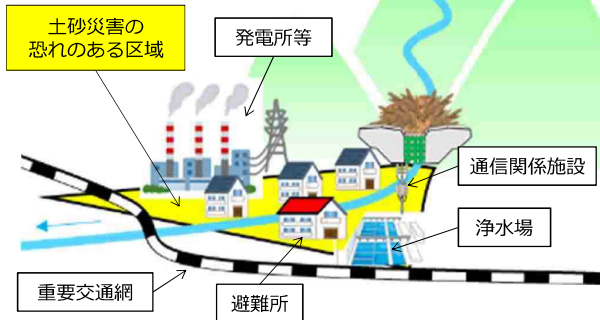 土砂災害の
恐れのある区域
発電所等
通信関係施設
浄水場
重要交通網
避難所